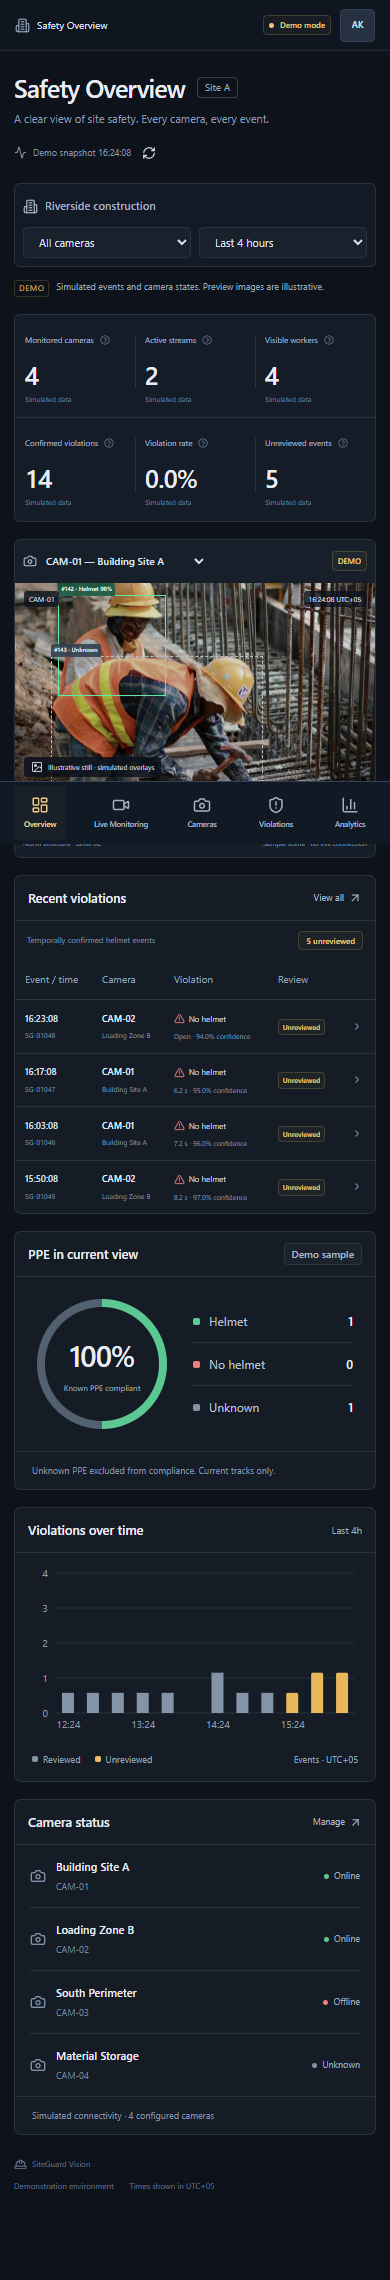 Safety Overview
Demo mode
AK
Safety Overview
Site A
A clear view of site safety. Every camera, every event.
Demo snapshot 16:24:08
Riverside construction
All cameras
Last 4 hours
DEMO
Simulated events and camera states. Preview images are illustrative.
Monitored cameras
Active streams
Visible workers
4
2
4
Simulated data
Simulated data
Simulated data
Confirmed violations
Violation rate
Unreviewed events
14
0.0%
5
Simulated data
Simulated data
Simulated data
CAM-01 — Building Site A
DEMO
#142 · Helmet 98%
CAM-01
16:24:08 UTC+05
#143 · Unknown
Illustrative still · simulated overlays
Overview
Live Monitoring
Cameras
Violations
Analytics
Recent violations
View all
Temporally confirmed helmet events
5 unreviewed
Event / time
Camera
Violation
Review
16:23:08
CAM-02
No helmet
Unreviewed
SG-01048
Loading Zone B
Open · 94.0% confidence
16:17:08
CAM-01
No helmet
Unreviewed
SG-01047
Building Site A
6.2 s · 95.0% confidence
16:03:08
CAM-01
No helmet
Unreviewed
SG-01046
Building Site A
7.2 s · 96.0% confidence
15:50:08
CAM-02
No helmet
Unreviewed
SG-01045
Loading Zone B
8.2 s · 97.0% confidence
PPE in current view
Demo sample
100%
Known PPE compliant
Helmet
1
No helmet
0
Unknown
1
Unknown PPE excluded from compliance. Current tracks only.
Violations over time
Last 4h
4
3
2
1
0
12:24
13:24
14:24
15:24
Reviewed
Unreviewed
Events · UTC+05
Camera status
Manage
Building Site A
CAM-01
Online
Loading Zone B
CAM-02
Online
South Perimeter
CAM-03
Offline
Material Storage
CAM-04
Unknown
Simulated connectivity · 4 configured cameras
SiteGuard Vision
Demonstration environment · Times shown in UTC+05